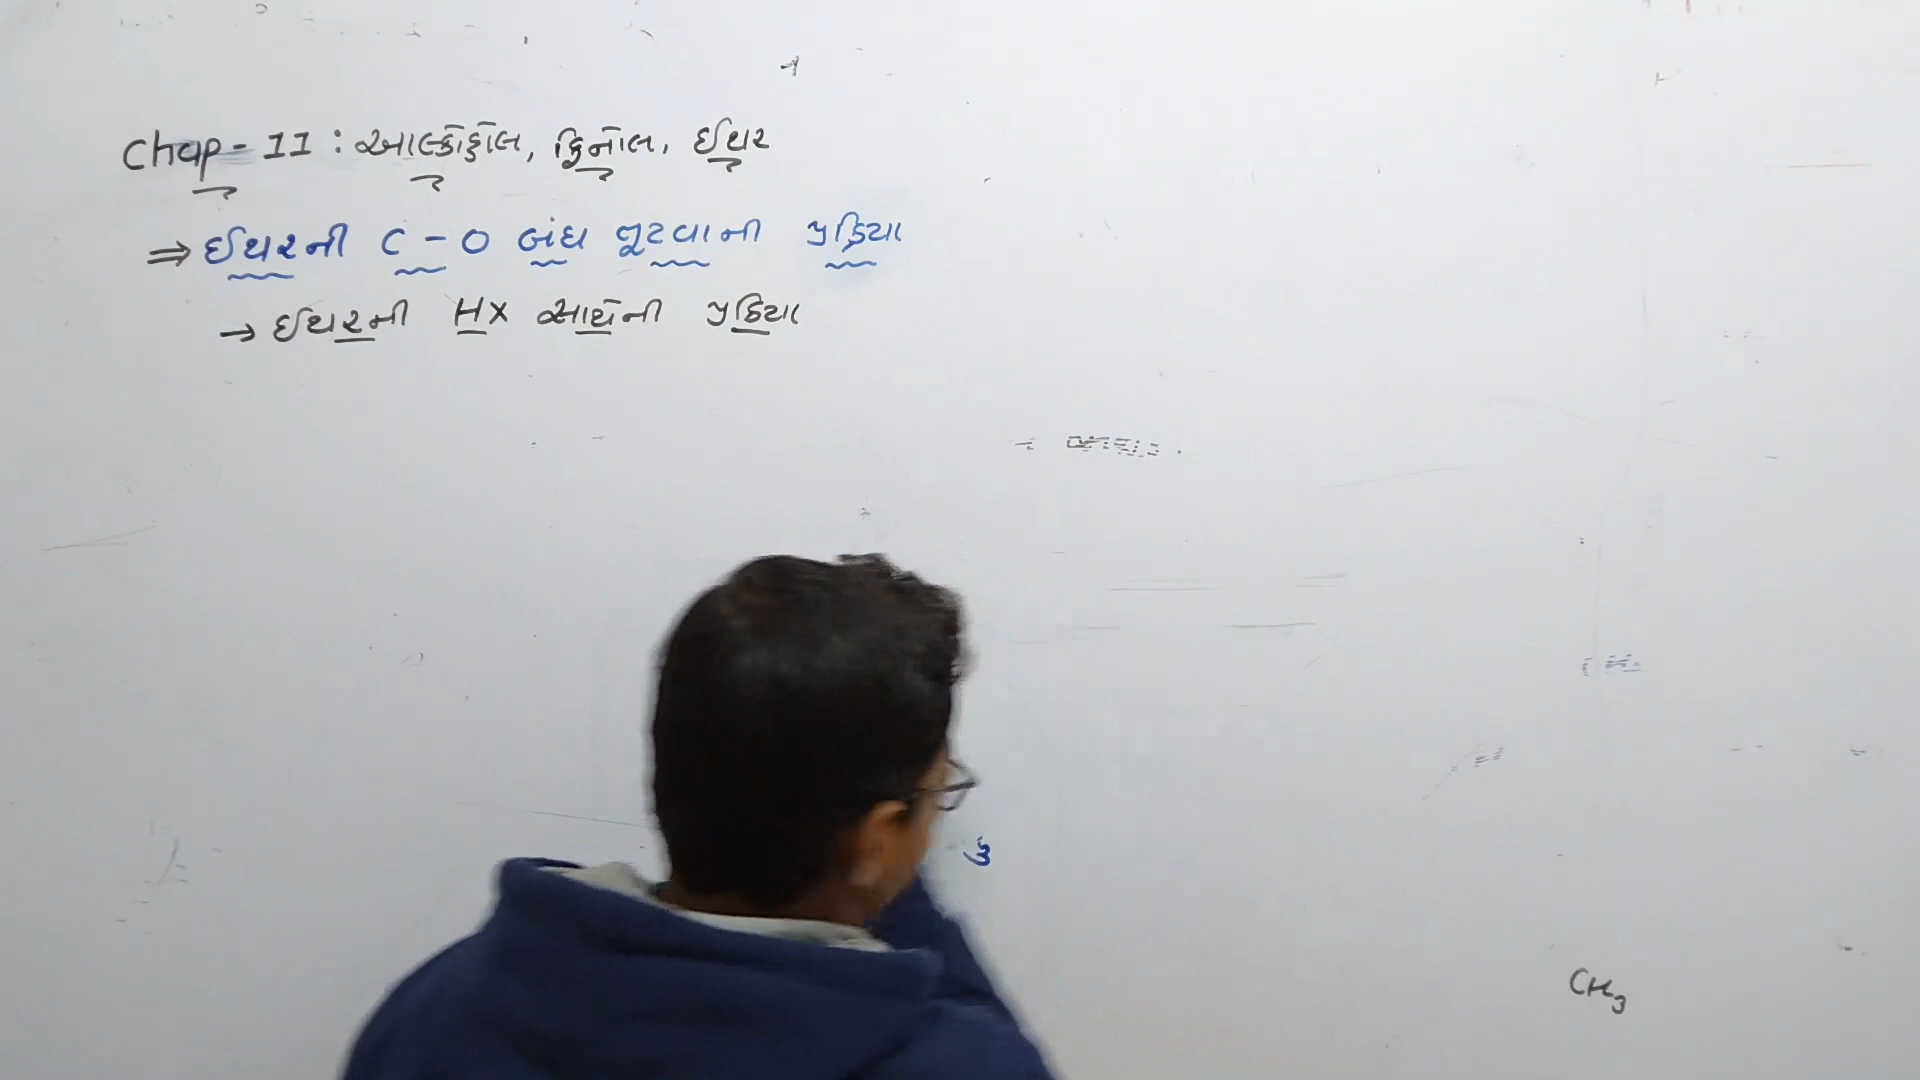 Chap - 11 : આલ્કોહોલ, ફિનોલ, ઈથર
⇒ ઈથરની C - O બંધ તૂટવાની પ્રક્રિયા
→ ઈથરની HX સાથેની પ્રક્રિયા
CH₃